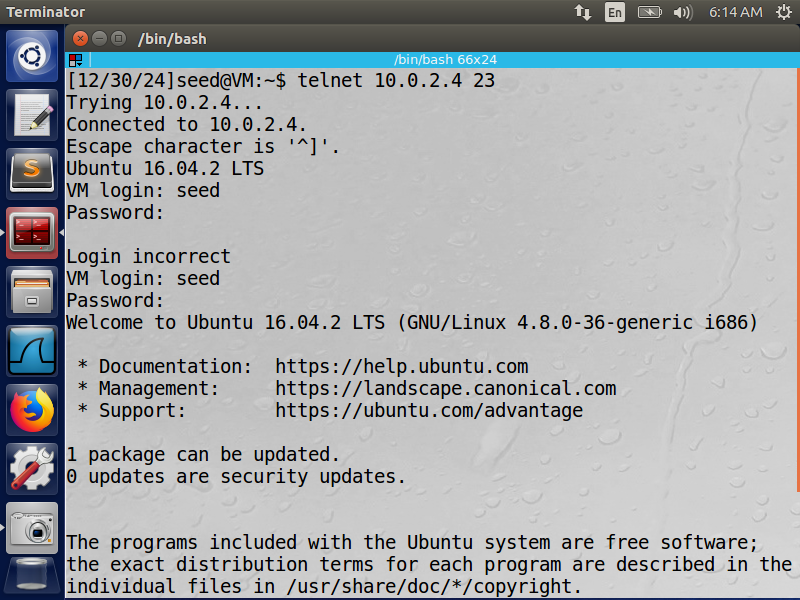 Terminator
En
6:14 AM
/bin/bash
/bin/bash 66x24
[12/30/24]seed@VM:~$ telnet 10.0.2.4 23
Trying 10.0.2.4...
Connected to 10.0.2.4.
Escape character is '^]'.
Ubuntu 16.04.2 LTS
VM login: seed
Password:
Login incorrect
VM login: seed
Password:
Welcome to Ubuntu 16.04.2 LTS (GNU/Linux 4.8.0-36-generic i686)
 * Documentation:  https://help.ubuntu.com
 * Management:     https://landscape.canonical.com
 * Support:        https://ubuntu.com/advantage
1 package can be updated.
0 updates are security updates.
The programs included with the Ubuntu system are free software;
the exact distribution terms for each program are described in the
individual files in /usr/share/doc/*/copyright.